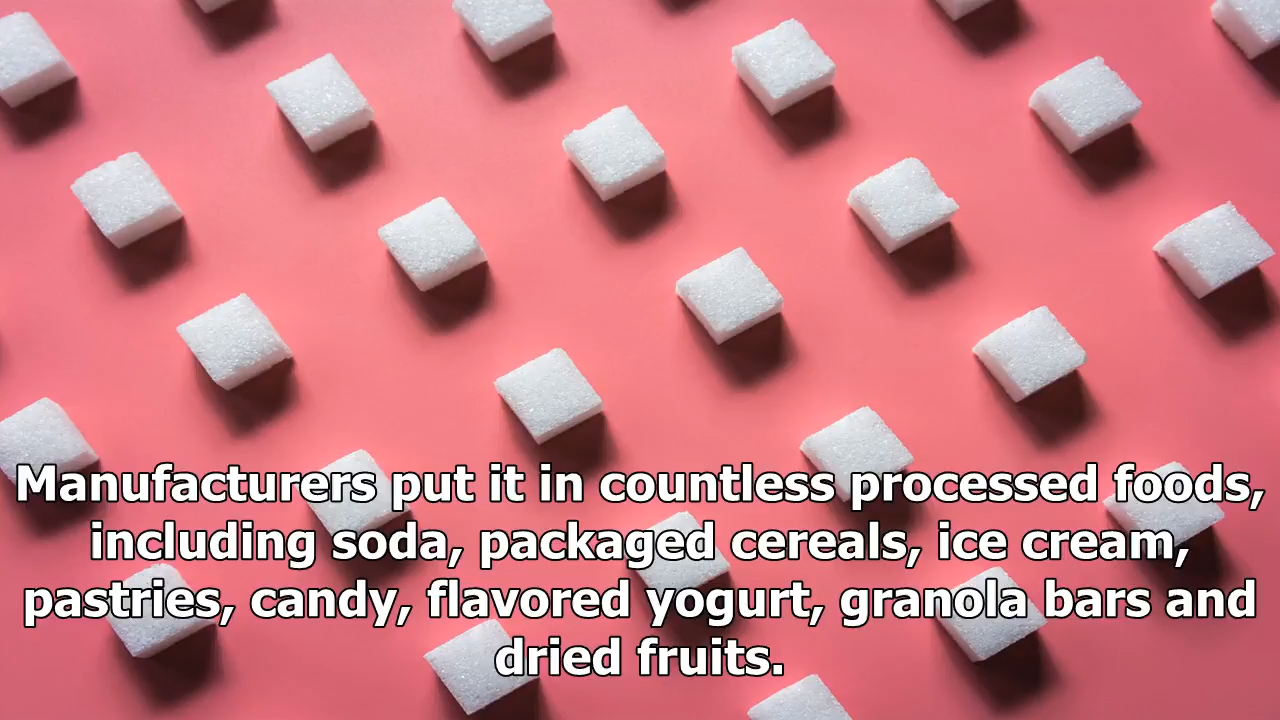 Manufacturers put it in countless processed foods,
including soda, packaged cereals, ice cream,
pastries, candy, flavored yogurt, granola bars and
dried fruits.